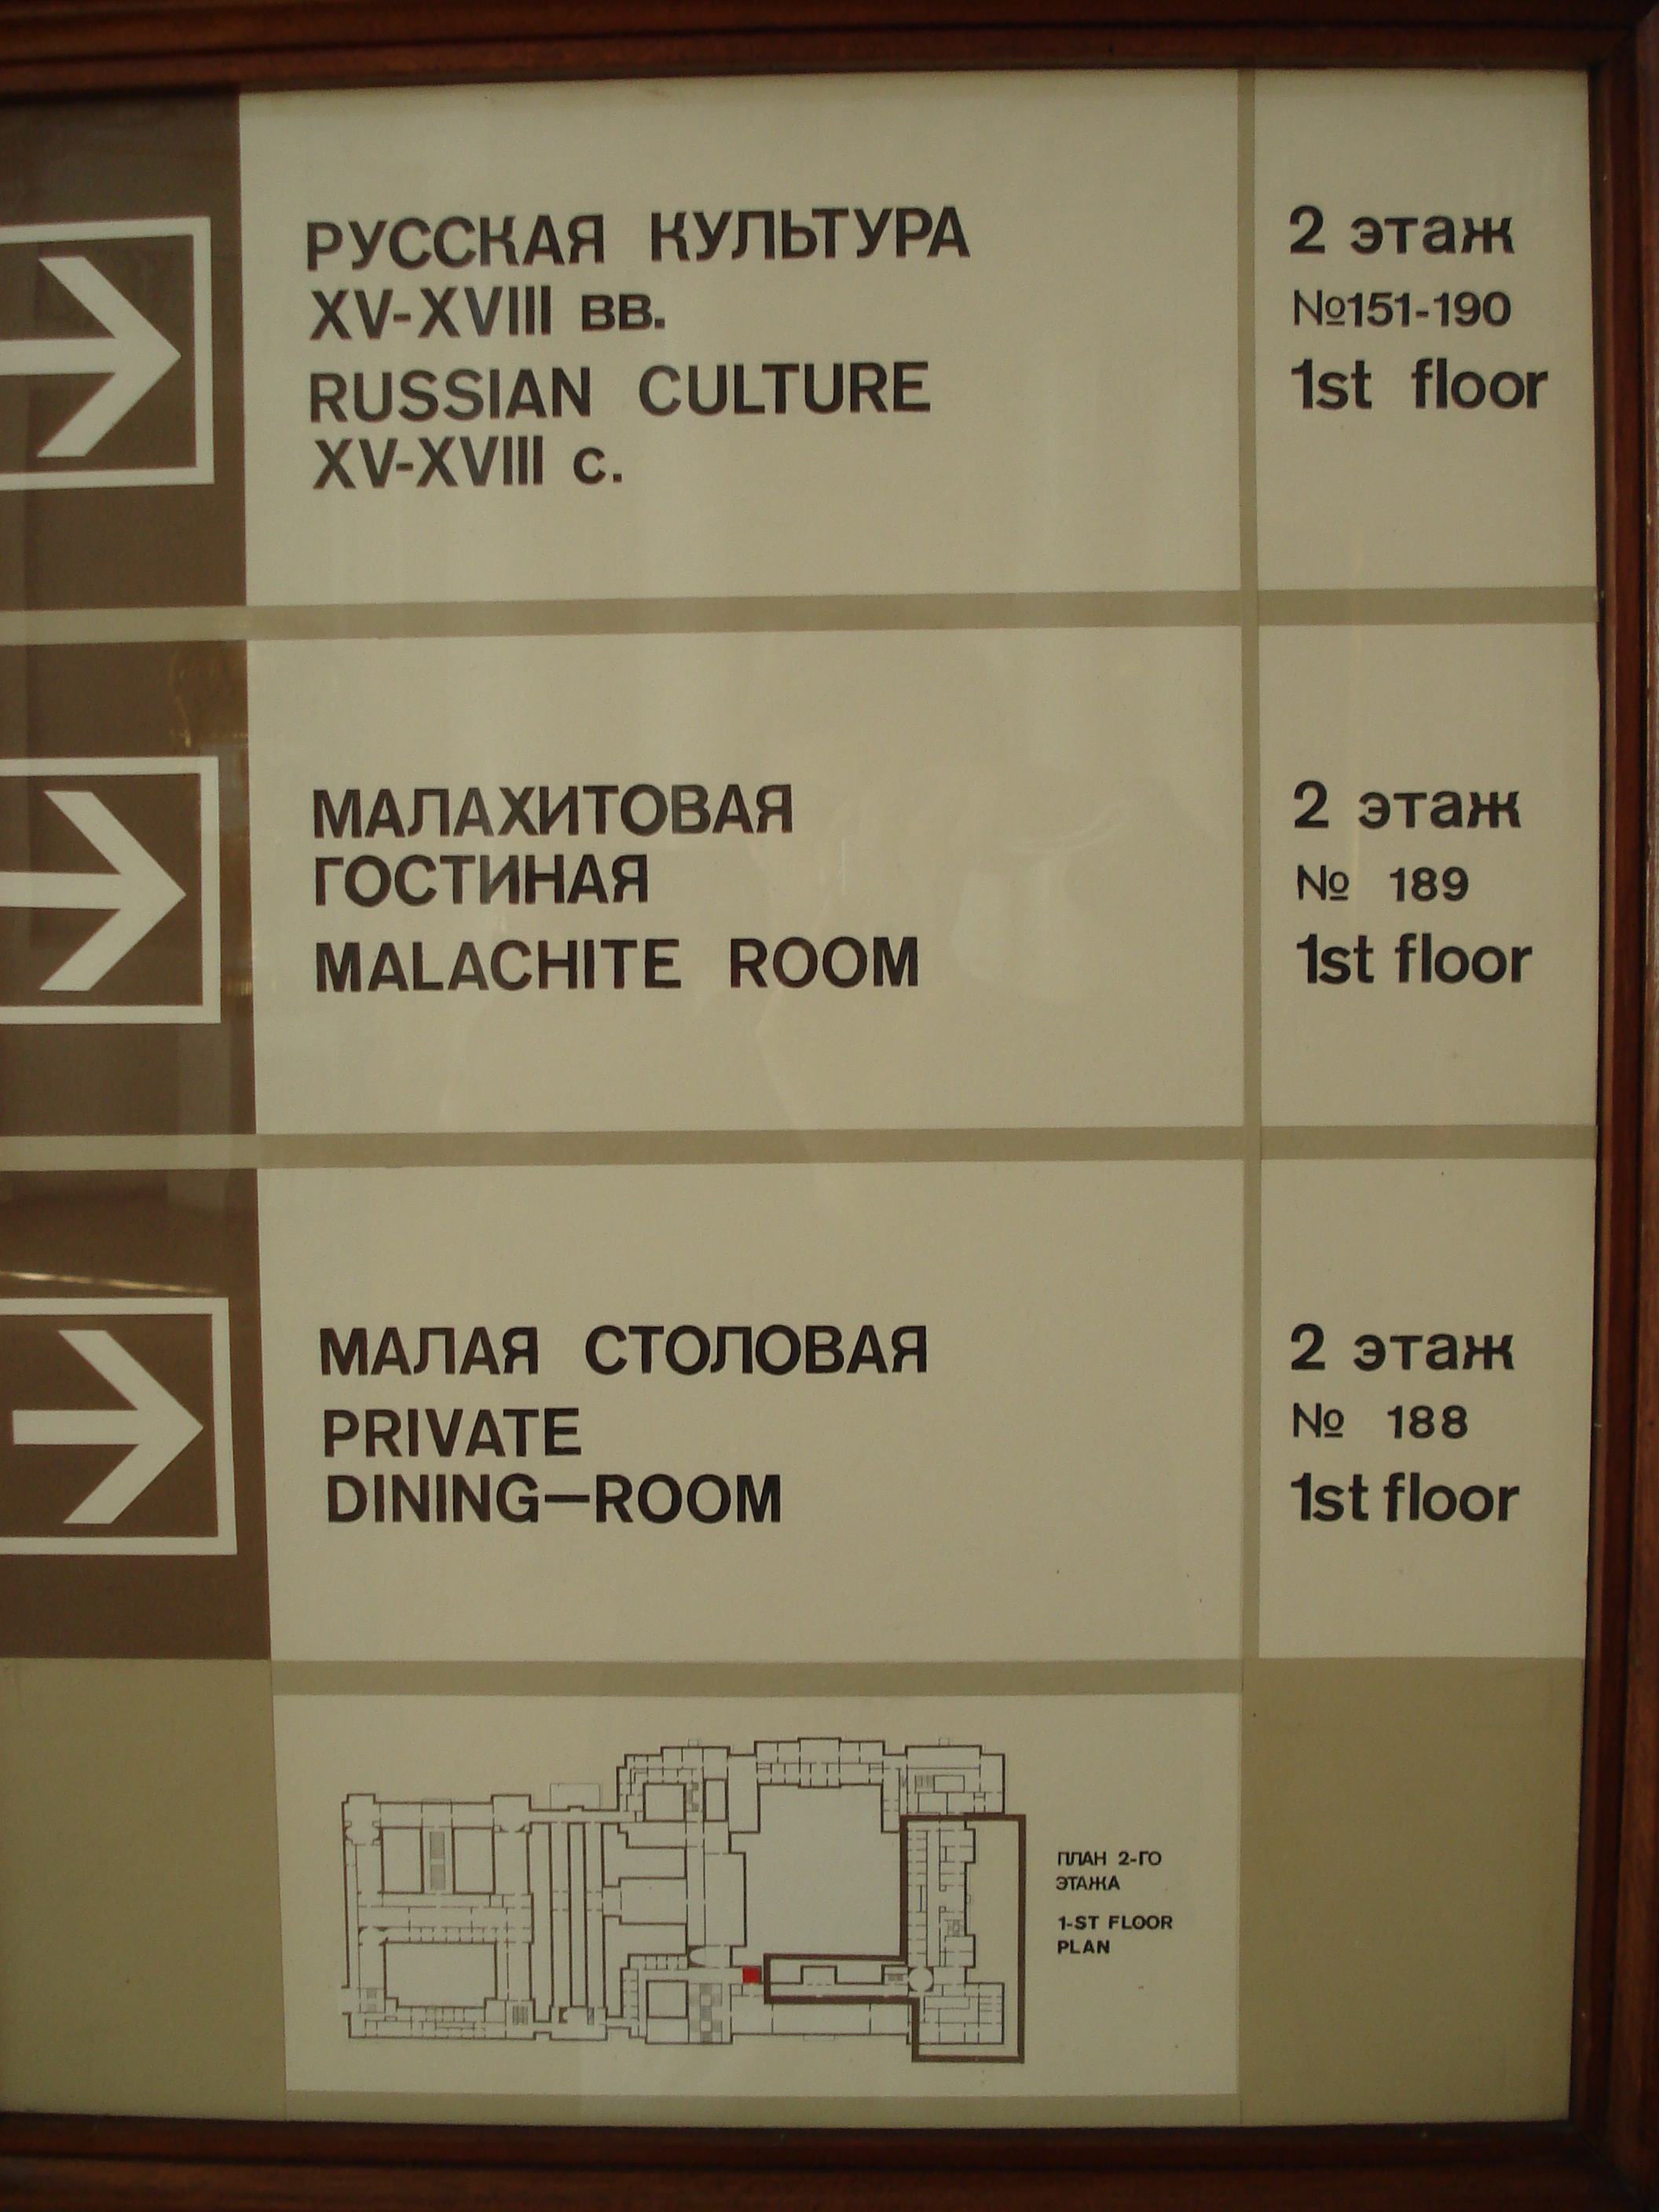 РУССКАЯ КУЛЬТУРА
XV-XVIII вв.
RUSSIAN CULTURE
XV-XVIII c.
2 этаж
№151-190
1st floor
МАЛАХИТОВАЯ
ГОСТИНАЯ
MALACHITE ROOM
2 этаж
№ 189
1st floor
МАЛАЯ СТОЛОВАЯ
PRIVATE
DINING—ROOM
2 этаж
№ 188
1st floor
ПЛАН 2-ГО
ЭТАЖА
1-ST FLOOR
PLAN